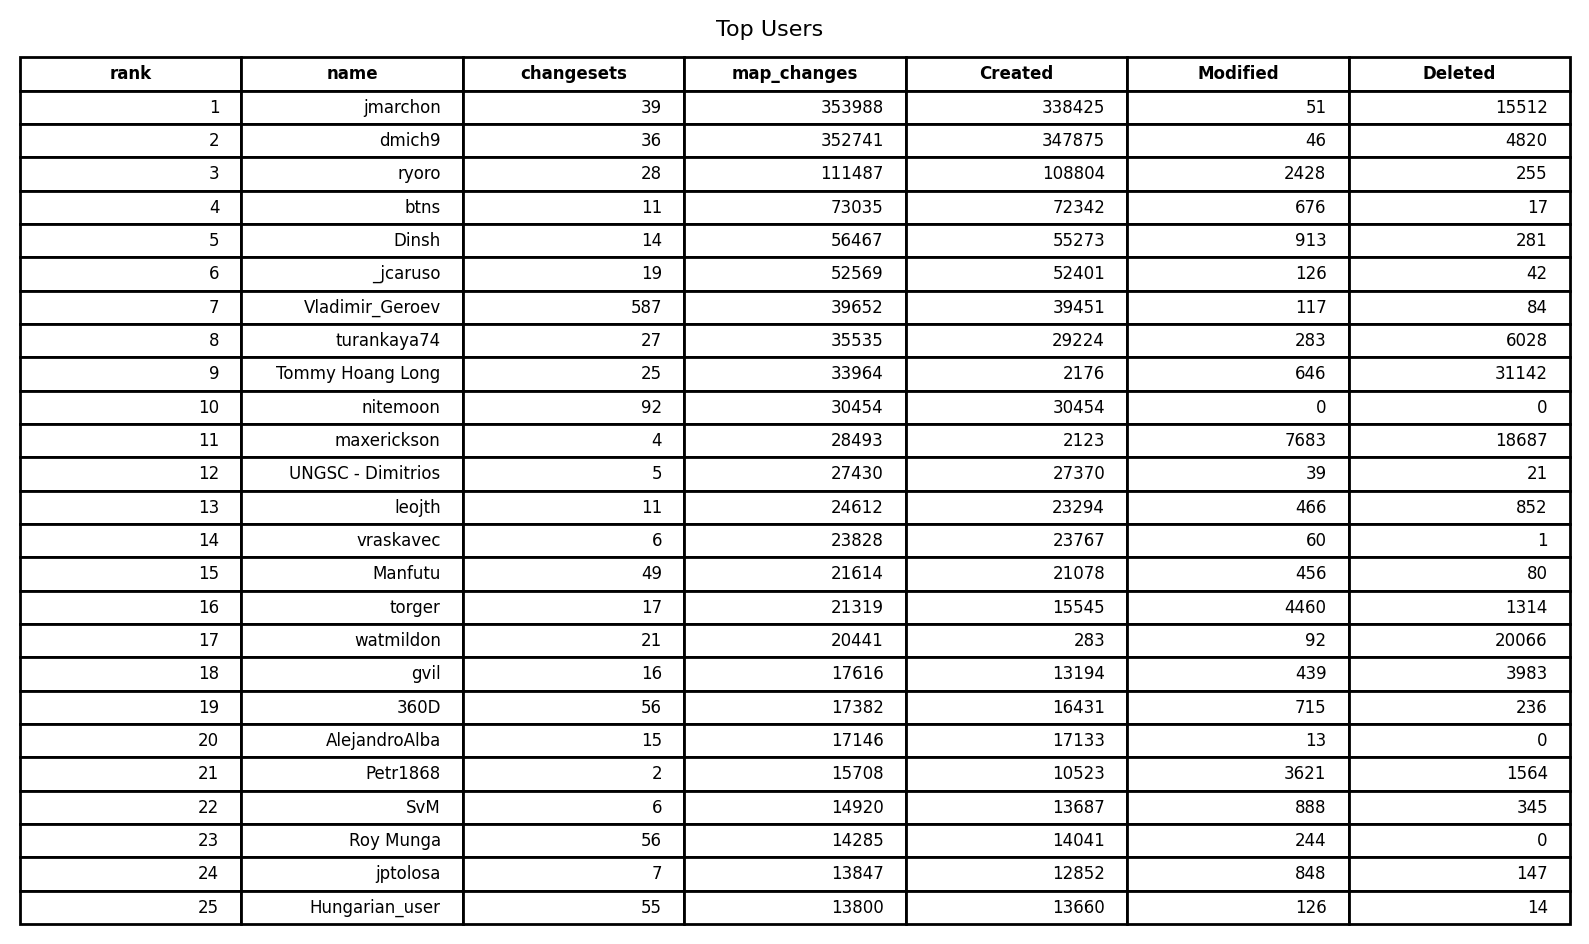 Top Users
rank name changesets map_changes Created Modified Deleted
1 jmarchon 39 353988 338425 51 15512
2 dmich9 36 352741 347875 46 4820
3 ryoro 28 111487 108804 2428 255
4 btns 11 73035 72342 676 17
5 Dinsh 14 56467 55273 913 281
6 _jcaruso 19 52569 52401 126 42
7 Vladimir_Geroev 587 39652 39451 117 84
8 turankaya74 27 35535 29224 283 6028
9 Tommy Hoang Long 25 33964 2176 646 31142
10 nitemoon 92 30454 30454 0 0
11 maxerickson 4 28493 2123 7683 18687
12 UNGSC - Dimitrios 5 27430 27370 39 21
13 leojth 11 24612 23294 466 852
14 vraskavec 6 23828 23767 60 1
15 Manfutu 49 21614 21078 456 80
16 torger 17 21319 15545 4460 1314
17 watmildon 21 20441 283 92 20066
18 gvil 16 17616 13194 439 3983
19 360D 56 17382 16431 715 236
20 AlejandroAlba 15 17146 17133 13 0
21 Petr1868 2 15708 10523 3621 1564
22 SvM 6 14920 13687 888 345
23 Roy Munga 56 14285 14041 244 0
24 jptolosa 7 13847 12852 848 147
25 Hungarian_user 55 13800 13660 126 14